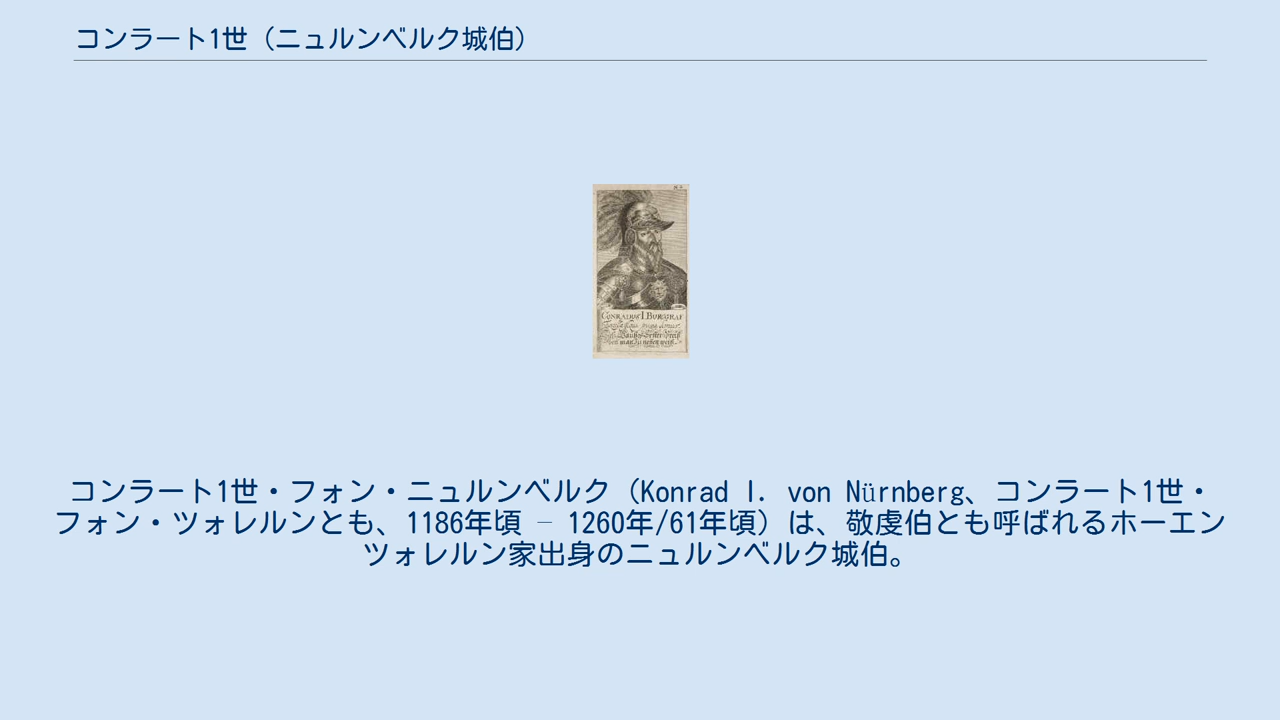 コンラート1世（ニュルンベルク城伯）
CONRADUS I. BURGGRAF
コンラート1世・フォン・ニュルンベルク（Konrad I. von Nürnberg、コンラート1世・
フォン・ツォレルンとも、1186年頃 – 1260年/61年頃）は、敬虔伯とも呼ばれるホーエン
ツォレルン家出身のニュルンベルク城伯。